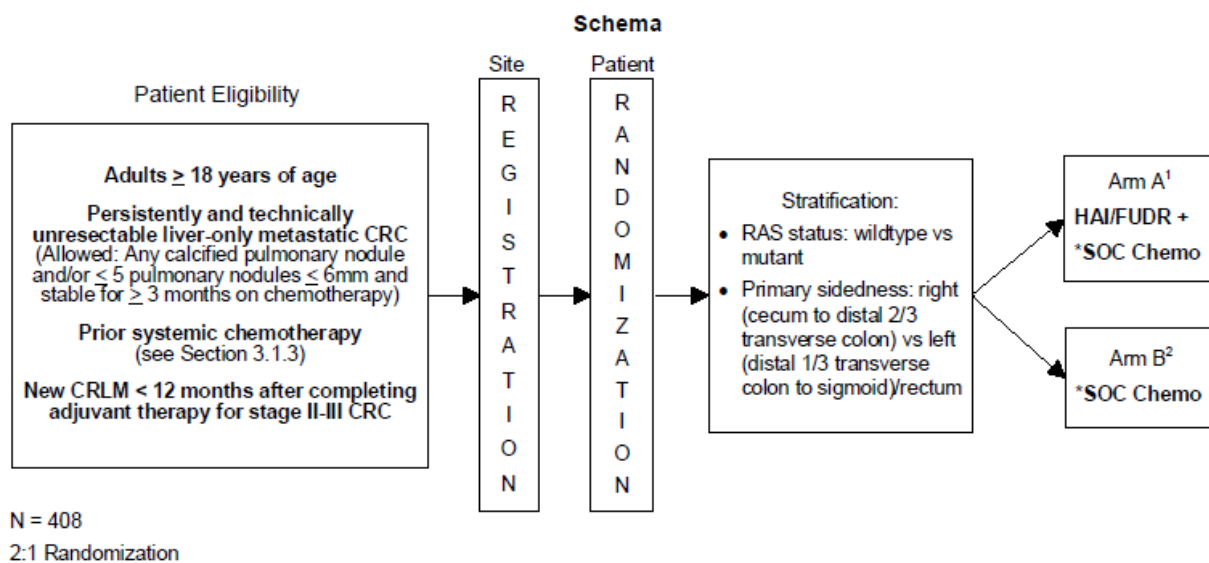 Schema
Site
Patient
Patient Eligibility
Adults ≥ 18 years of age
Persistently and technically
unresectable liver-only metastatic CRC
(Allowed: Any calcified pulmonary nodule
and/or ≤ 5 pulmonary nodules ≤ 6mm and
stable for ≥ 3 months on chemotherapy)
Prior systemic chemotherapy
(see Section 3.1.3)
New CRLM < 12 months after completing
adjuvant therapy for stage II-III CRC
R
E
G
I
S
T
R
A
T
I
O
N
R
A
N
D
O
M
I
Z
A
T
I
O
N
Stratification:
• RAS status: wildtype vs
mutant
• Primary sidedness: right
(cecum to distal 2/3
transverse colon) vs left
(distal 1/3 transverse
colon to sigmoid)/rectum
Arm A¹
HAI/FUDR +
*SOC Chemo
Arm B²
*SOC Chemo
N = 408
2:1 Randomization